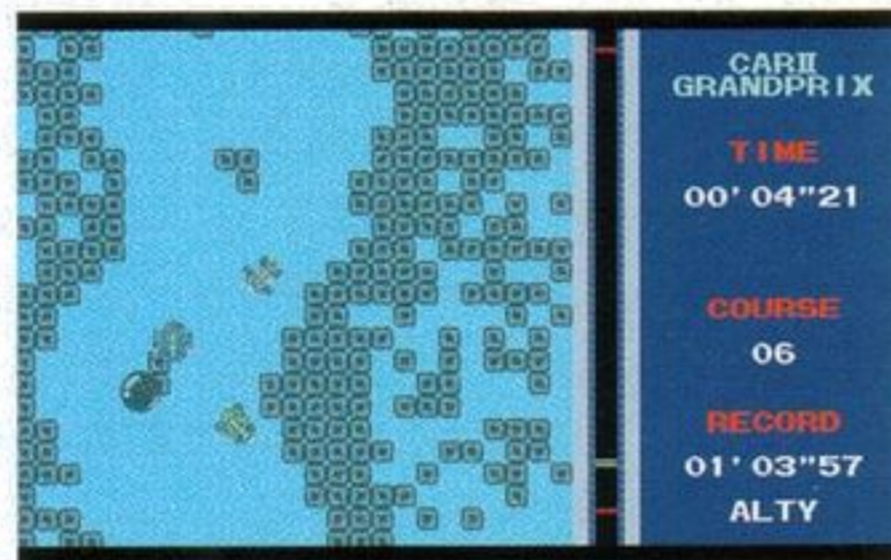 CARⅡ
GRANDPRIX
TIME
00'04"21
COURSE
06
RECORD
01'03"57
ALTY